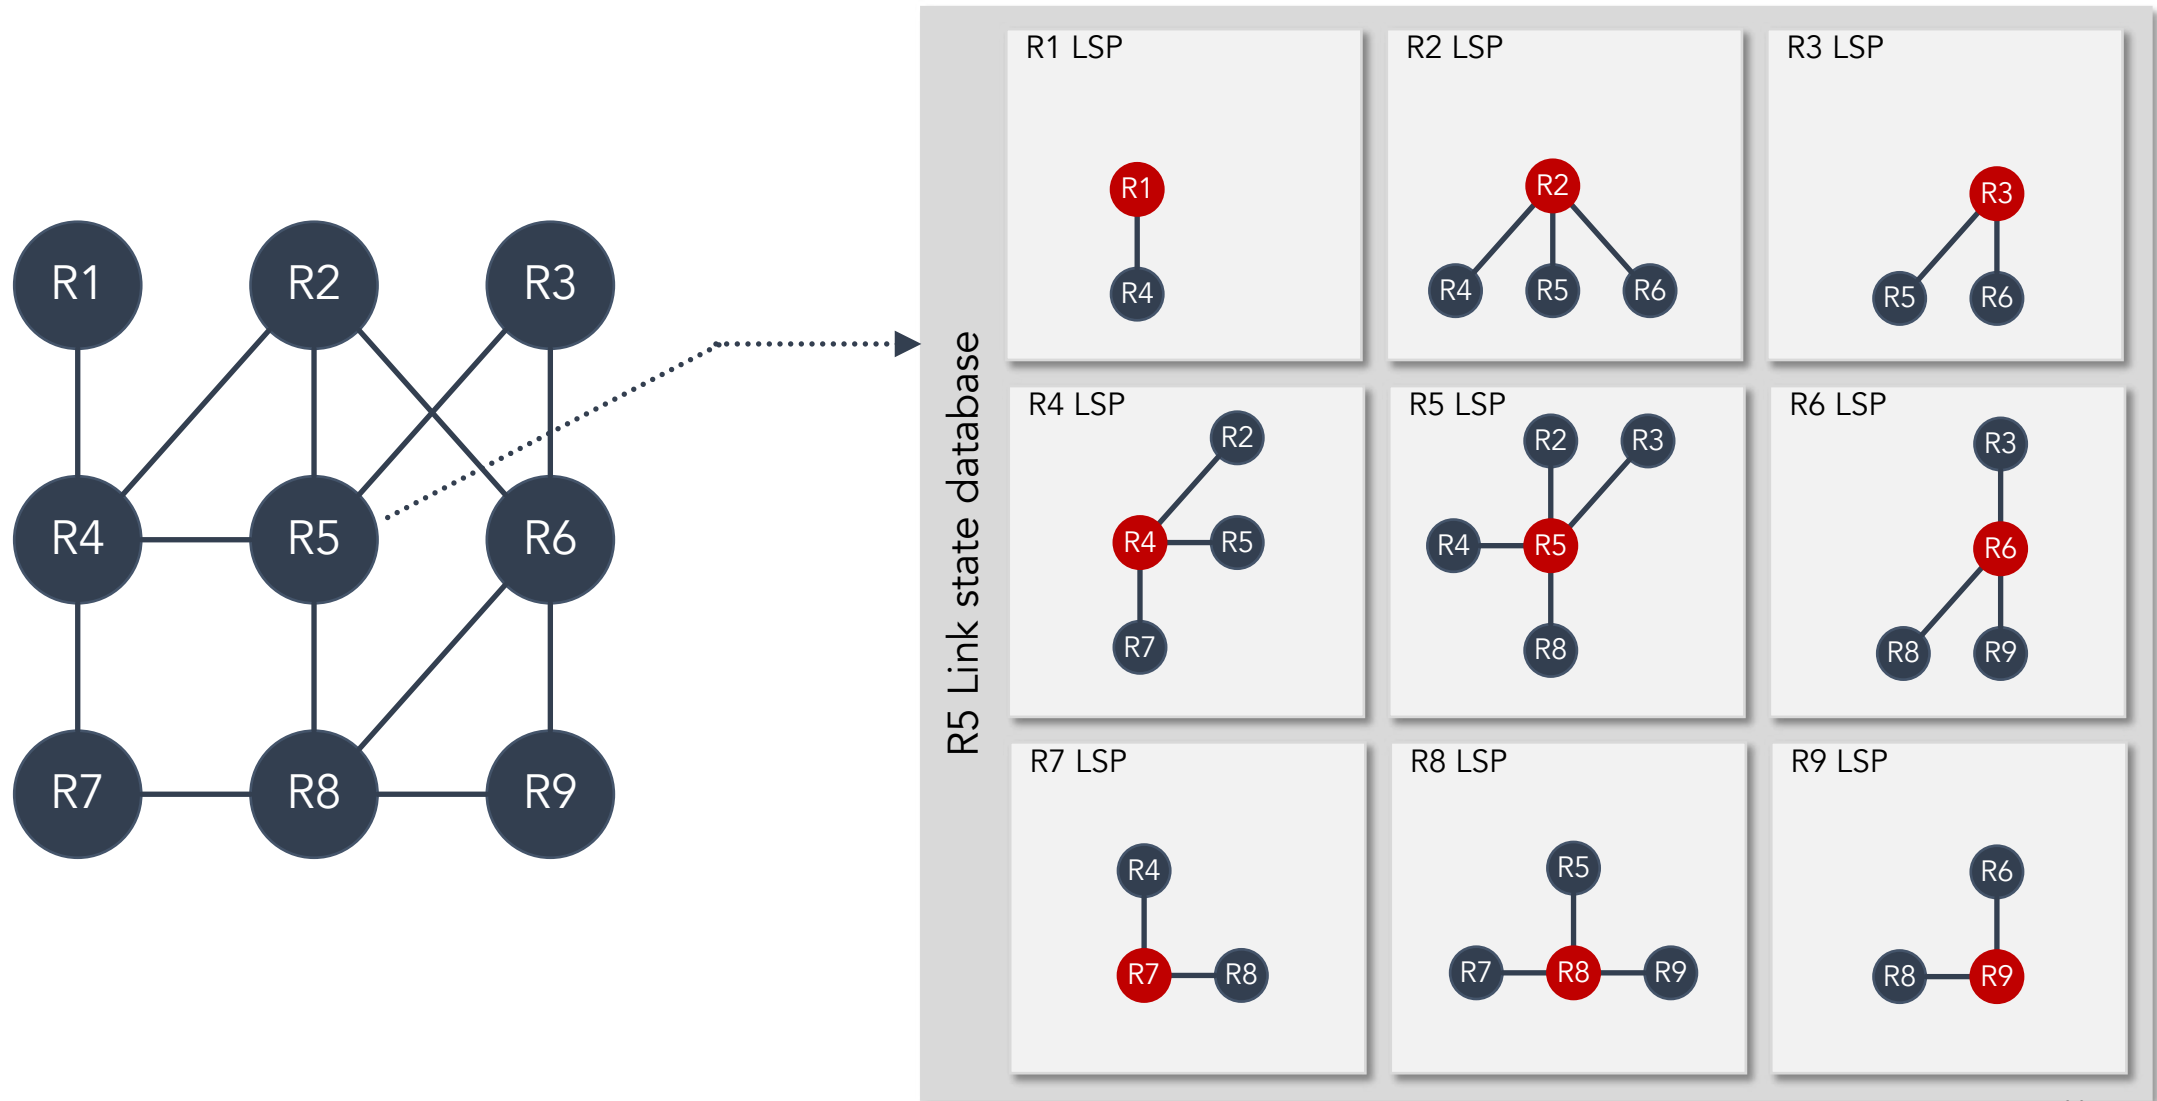 R1
R2
R3
R4
R5
R6
R7
R8
R9
R5 Link state database
R1 LSP
R1
R4
R2 LSP
R2
R4
R5
R6
R3 LSP
R3
R5
R6
R4 LSP
R2
R4
R5
R7
R5 LSP
R2
R3
R4
R5
R8
R6 LSP
R3
R6
R8
R9
R7 LSP
R4
R7
R8
R8 LSP
R5
R7
R8
R9
R9 LSP
R6
R8
R9